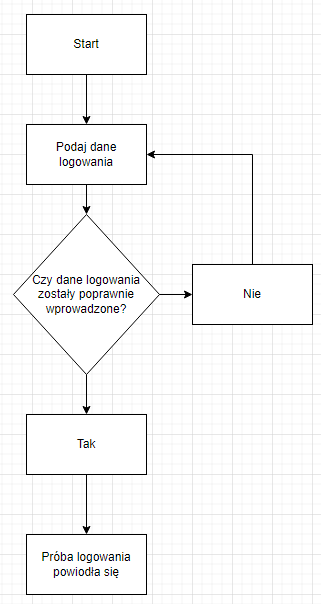 Start
Podaj dane
logowania
Czy dane logowania
zostały poprawnie
wprowadzone?
Nie
Tak
Próba logowania
powiodła się